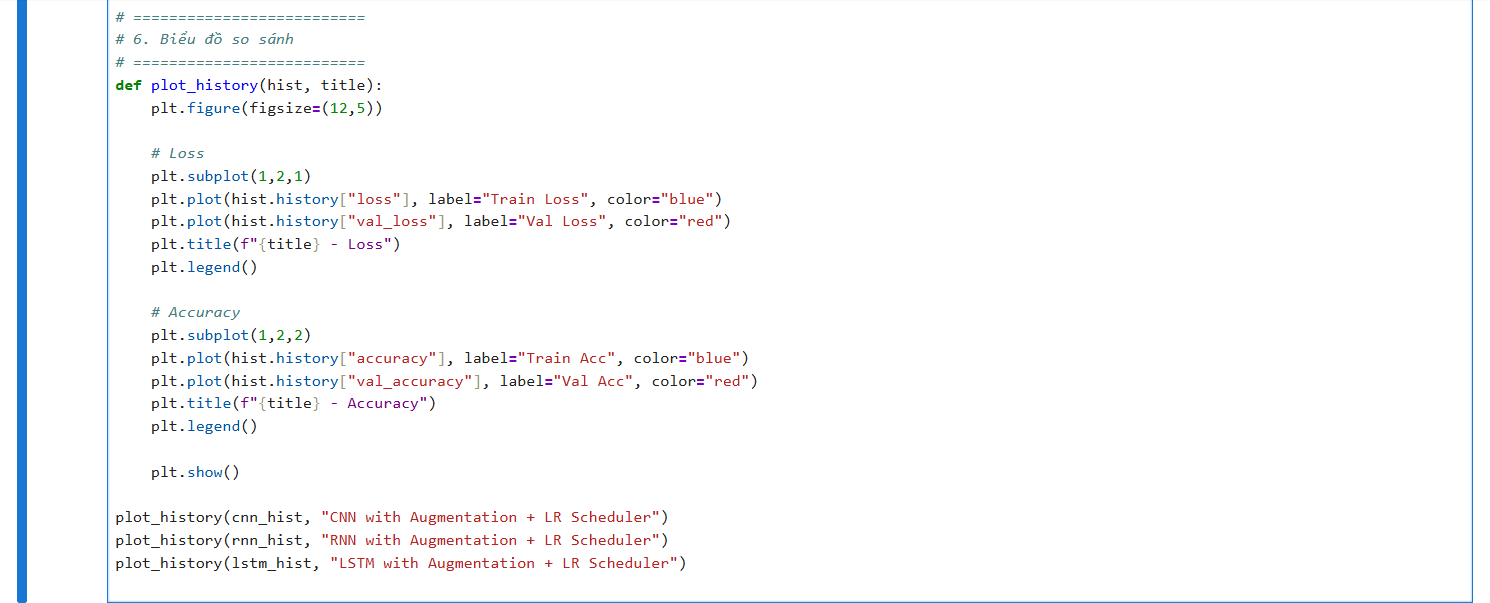 # ==========================
# 6. Biểu đồ so sánh
# ==========================
def plot_history(hist, title):
    plt.figure(figsize=(12,5))

    # Loss
    plt.subplot(1,2,1)
    plt.plot(hist.history["loss"], label="Train Loss", color="blue")
    plt.plot(hist.history["val_loss"], label="Val Loss", color="red")
    plt.title(f"{title} - Loss")
    plt.legend()

    # Accuracy
    plt.subplot(1,2,2)
    plt.plot(hist.history["accuracy"], label="Train Acc", color="blue")
    plt.plot(hist.history["val_accuracy"], label="Val Acc", color="red")
    plt.title(f"{title} - Accuracy")
    plt.legend()

    plt.show()

plot_history(cnn_hist, "CNN with Augmentation + LR Scheduler")
plot_history(rnn_hist, "RNN with Augmentation + LR Scheduler")
plot_history(lstm_hist, "LSTM with Augmentation + LR Scheduler")